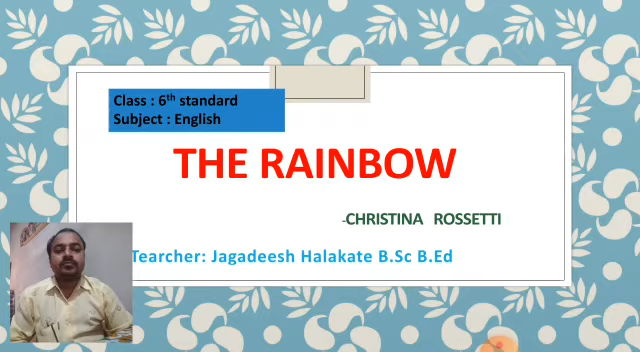 Class : 6th standard
Subject : English
THE RAINBOW
-CHRISTINA ROSSETTI
Tearcher: Jagadeesh Halakate B.Sc B.Ed